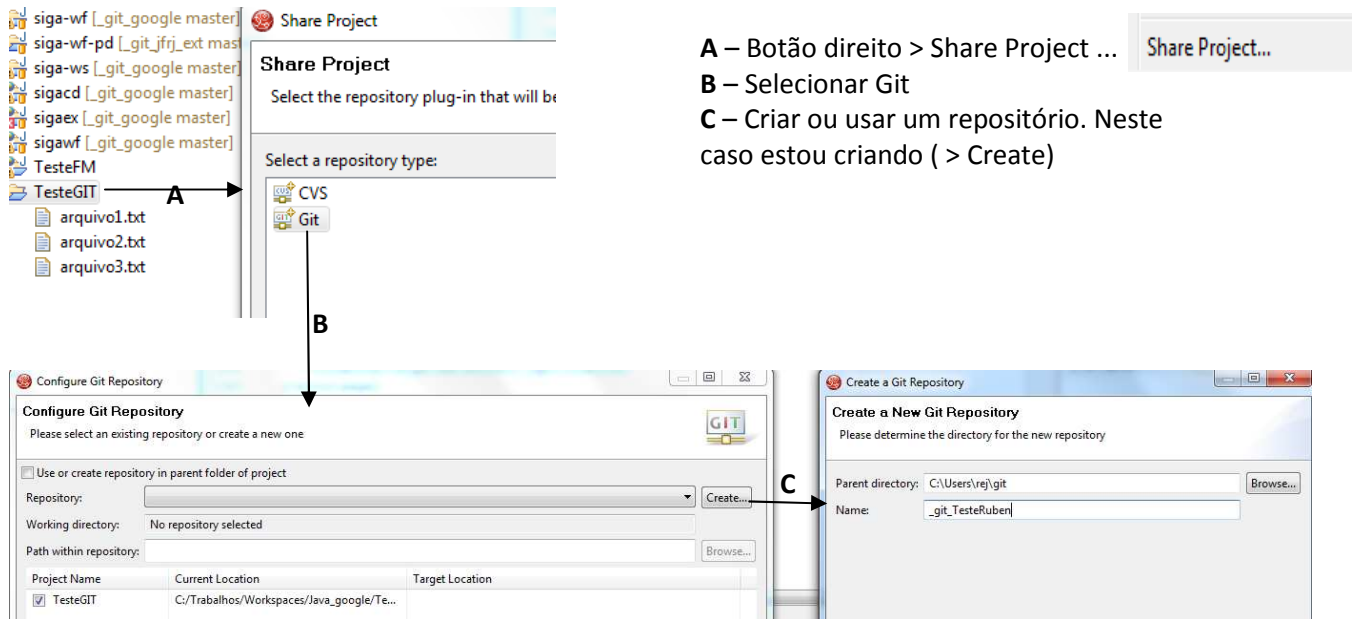 siga-wf [_git_google master]
siga-wf-pd [_git_jfrj_ext mast
siga-ws [_git_google master]
sigacd [_git_google master]
sigaex [_git_google master]
sigawf [_git_google master]
TesteFM
TesteGIT
arquivo1.txt
arquivo2.txt
arquivo3.txt
A
Share Project
Share Project
Select the repository plug-in that will be
Select a repository type:
CVS
Git
B
A – Botão direito > Share Project ...
Share Project...
B – Selecionar Git
C – Criar ou usar um repositório. Neste
caso estou criando ( > Create)
Configure Git Repository
Configure Git Repository
Please select an existing repository or create a new one
GIT
Use or create repository in parent folder of project
Repository:
Create...
Working directory: No repository selected
Path within repository:
Browse...
Project Name Current Location Target Location
TesteGIT C:/Trabalhos/Workspaces/Java_google/Te...
C
Create a Git Repository
Create a New Git Repository
Please determine the directory for the new repository
Parent directory: C:\Users\rej\git Browse...
Name: _git_TesteRuben